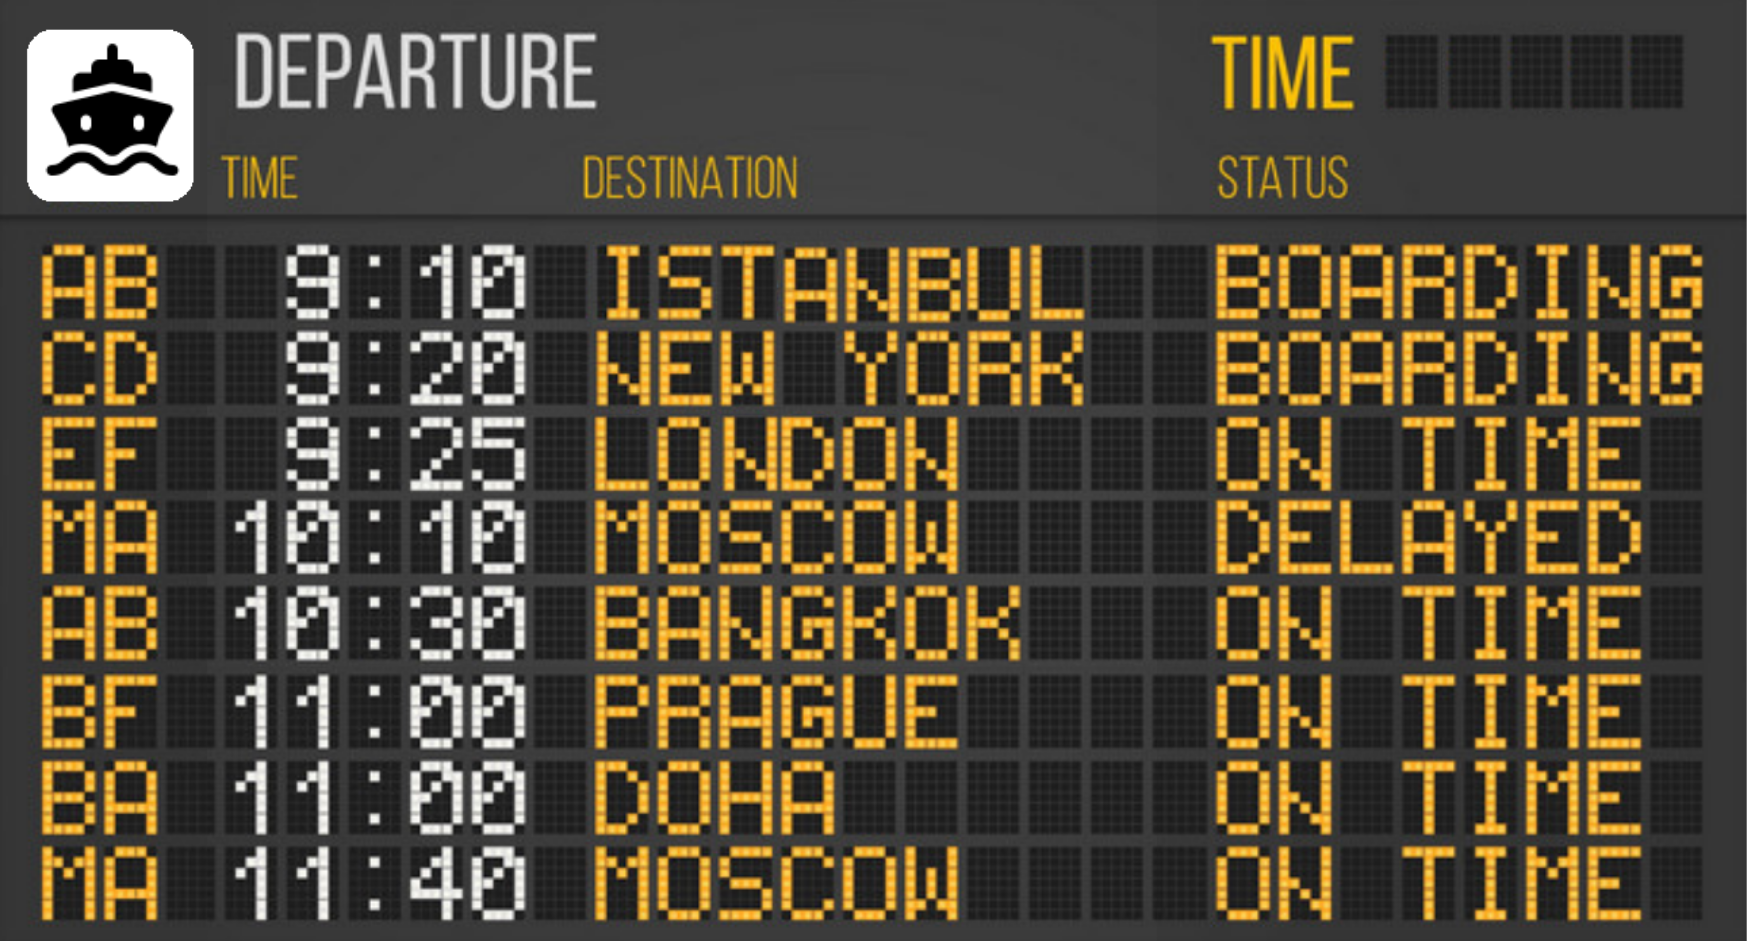 DEPARTURE TIME
TIME DESTINATION STATUS
AB 9:10 ISTANBUL BOARDING
CD 9:20 NEW YORK BOARDING
EF 9:25 LONDON ON TIME
MA 10:10 MOSCOW DELAYED
AB 10:30 BANGKOK ON TIME
BF 11:00 PRAGUE ON TIME
BA 11:00 DOHA ON TIME
MA 11:40 MOSCOW ON TIME